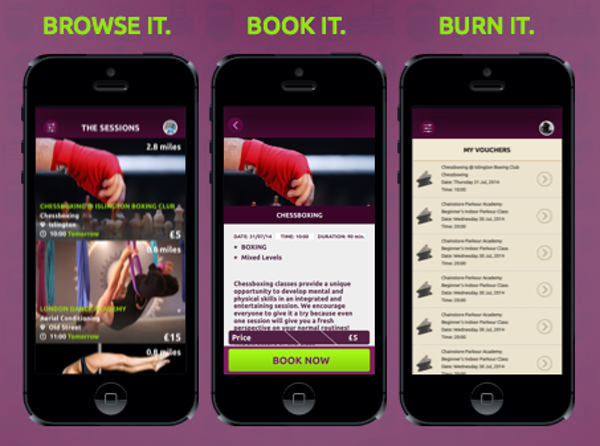 BROWSE IT.
BOOK IT.
BURN IT.
THE SESSIONS
2.8 miles
CHESSBOXING @ ISLINGTON BOXING CLUB
Chessboxing
Islington
10:00 Tomorrow
£5
0.8 miles
LONDON DANCE ACADEMY
Aerial Conditioning
Old Street
11:00 Tomorrow
£15
0.8 miles
CHESSBOXING
DATE: 31/07/14 TIME: 10:00 DURATION: 90 min.
BOXING
Mixed Levels
Chessboxing classes provide a unique
opportunity to develop mental and
physical skills in an integrated and
entertaining session. We encourage
everyone to give it a try because even
one session will give you a fresh
perspective on your normal routines!
Price £5
BOOK NOW
MY VOUCHERS
Chessboxing @ Islington Boxing Club
Chessboxing
Date: Thursday 31 Jul, 2014
Time: 10:00
Chainstore Parkour Academy
Beginner's Indoor Parkour Class
Date: Wednesday 30 Jul, 2014
Time: 20:00
Chainstore Parkour Academy
Beginner's Indoor Parkour Class
Date: Wednesday 30 Jul, 2014
Time: 20:00
Chainstore Parkour Academy
Beginner's Indoor Parkour Class
Date: Wednesday 30 Jul, 2014
Time: 20:00
Chainstore Parkour Academy
Beginner's Indoor Parkour Class
Date: Wednesday 30 Jul, 2014
Time: 20:00
Chainstore Parkour Academy
Beginner's Indoor Parkour Class
Date: Wednesday 30 Jul, 2014